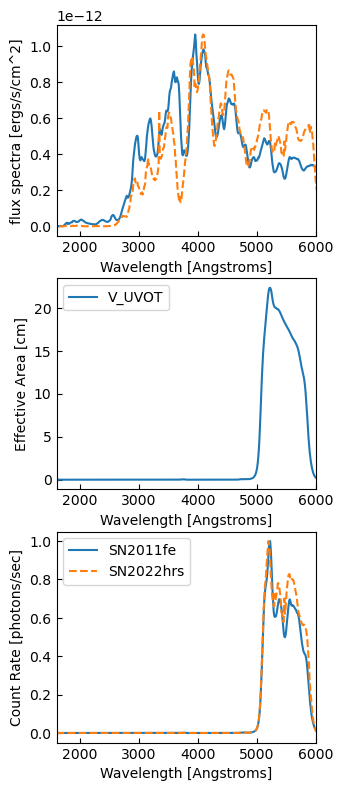 1e−12
flux spectra [ergs/s/cm^2]
1.0
0.8
0.6
0.4
0.2
0.0
2000 3000 4000 5000 6000
Wavelength [Angstroms]
V_UVOT
Effective Area [cm]
20
15
10
5
0
2000 3000 4000 5000 6000
Wavelength [Angstroms]
SN2011fe
SN2022hrs
Count Rate [photons/sec]
1.0
0.8
0.6
0.4
0.2
0.0
2000 3000 4000 5000 6000
Wavelength [Angstroms]